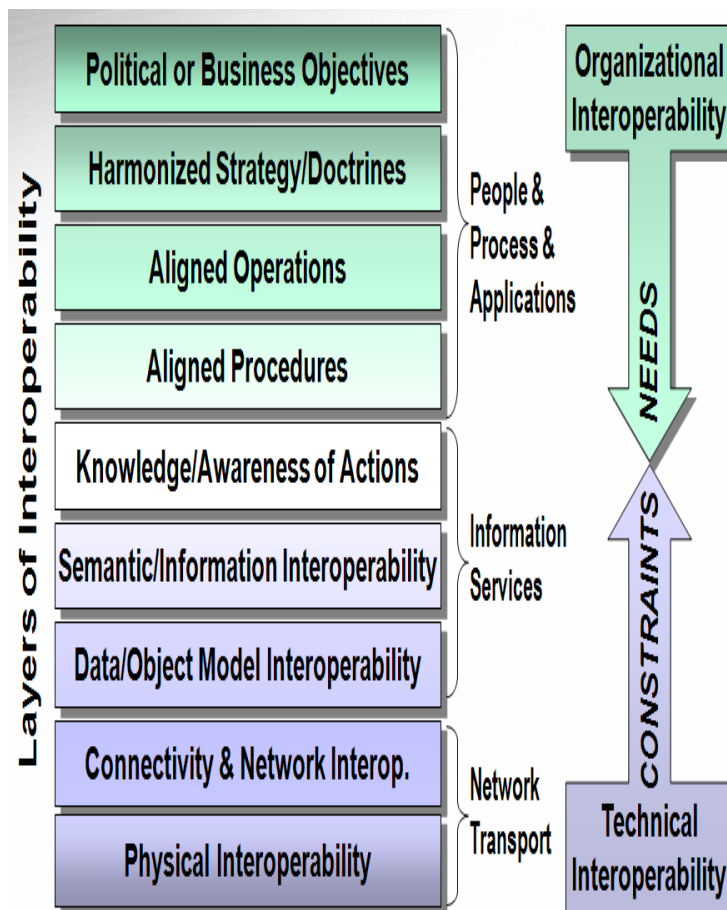 Layers of Interoperability
Political or Business Objectives
Harmonized Strategy/Doctrines
Aligned Operations
Aligned Procedures
Knowledge/Awareness of Actions
Semantic/Information Interoperability
Data/Object Model Interoperability
Connectivity & Network Interop.
Physical Interoperability
People &
Process &
Applications
Information
Services
Network
Transport
Organizational
Interoperability
NEEDS
CONSTRAINTS
Technical
Interoperability